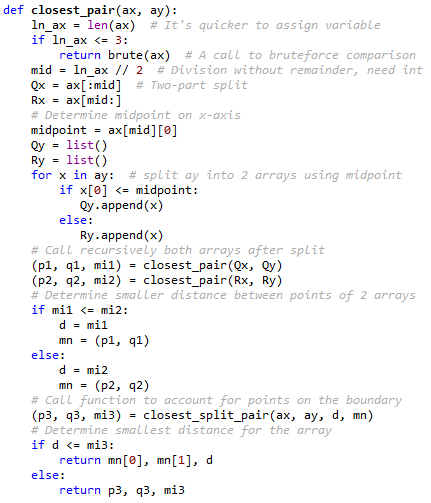 def closest_pair(ax, ay):
    ln_ax = len(ax)  # It's quicker to assign variable
    if ln_ax <= 3:
        return brute(ax)  # A call to bruteforce comparison
    mid = ln_ax // 2  # Division without remainder, need int
    Qx = ax[:mid]  # Two-part split
    Rx = ax[mid:]
    # Determine midpoint on x-axis
    midpoint = ax[mid][0]
    Qy = list()
    Ry = list()
    for x in ay:  # split ay into 2 arrays using midpoint
        if x[0] <= midpoint:
           Qy.append(x)
        else:
           Ry.append(x)
    # Call recursively both arrays after split
    (p1, q1, mi1) = closest_pair(Qx, Qy)
    (p2, q2, mi2) = closest_pair(Rx, Ry)
    # Determine smaller distance between points of 2 arrays
    if mi1 <= mi2:
        d = mi1
        mn = (p1, q1)
    else:
        d = mi2
        mn = (p2, q2)
    # Call function to account for points on the boundary
    (p3, q3, mi3) = closest_split_pair(ax, ay, d, mn)
    # Determine smallest distance for the array
    if d <= mi3:
        return mn[0], mn[1], d
    else:
        return p3, q3, mi3